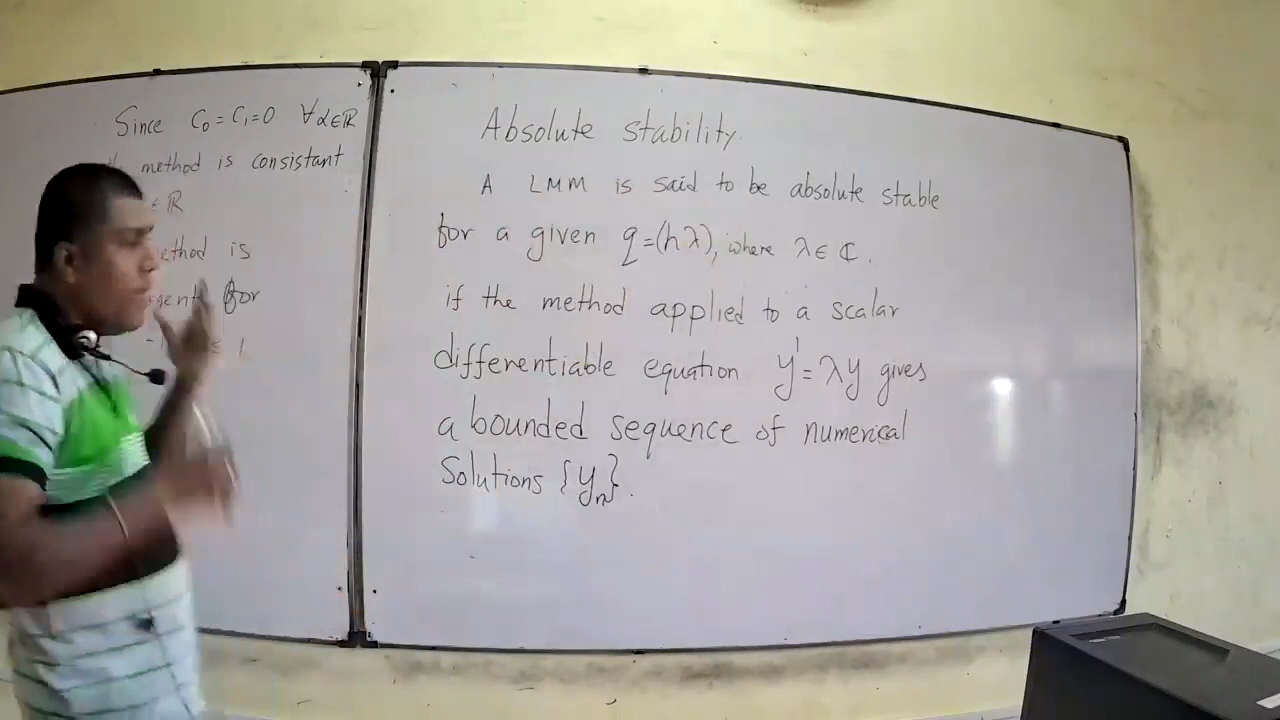 Since C₀ = C₁ = 0 ∀α∈ℝ
method is consistant
∈ ℝ
is
for
1
Absolute stability.
A LMM is said to be absolute stable
for a given q=(hλ), where λ ∈ ℂ.
if the method applied to a scalar
differentiable equation y' = λy gives
a bounded sequence of numerical
Solutions {yₙ}.